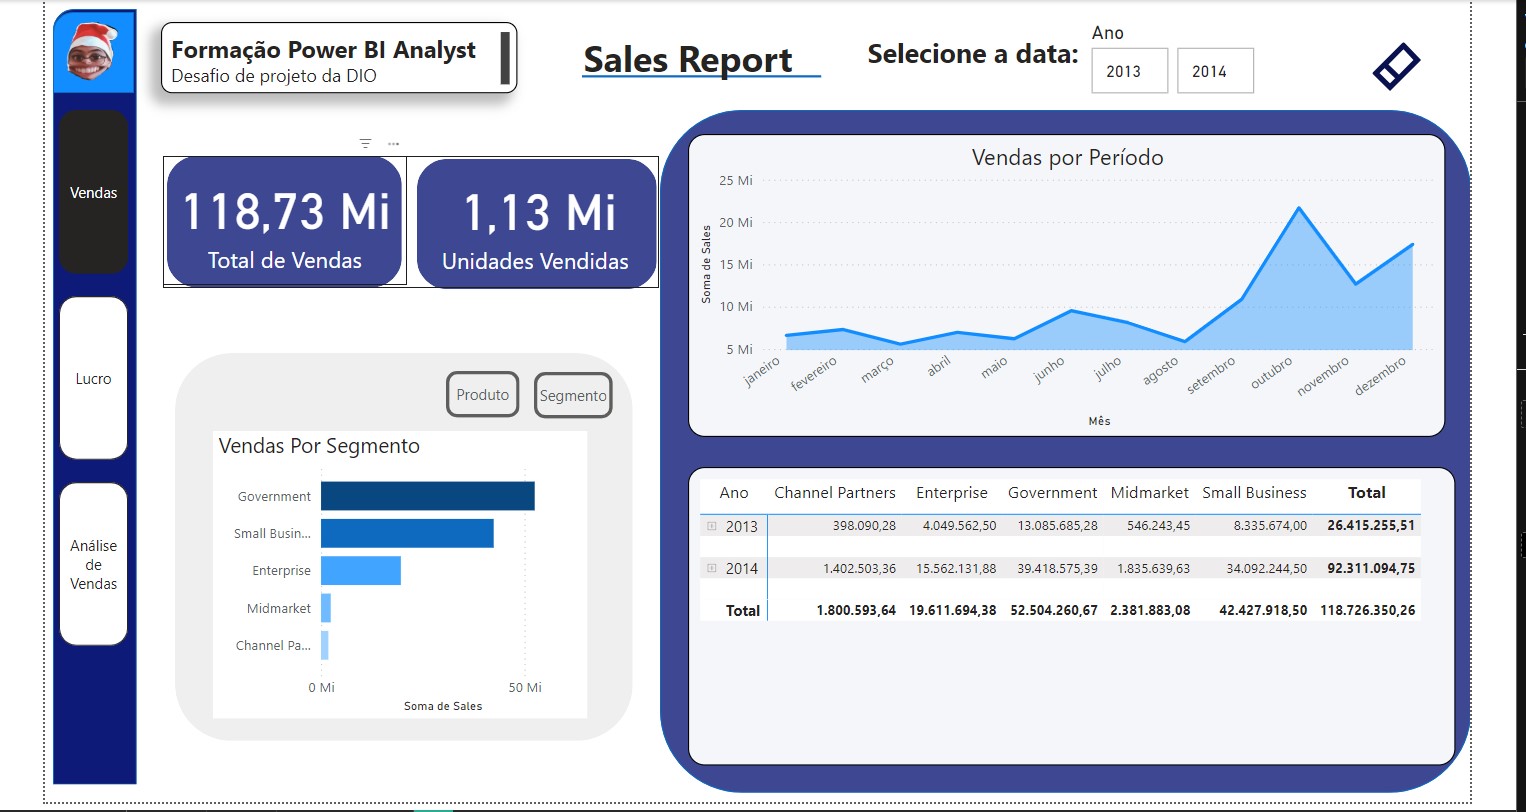 Formação Power BI Analyst
Desafio de projeto da DIO
Sales Report
Selecione a data:
Ano
2013
2014
Vendas
Lucro
Análise
de
Vendas
118,73 Mi
Total de Vendas
1,13 Mi
Unidades Vendidas
Produto
Segmento
Vendas Por Segmento
Government
Small Busin...
Enterprise
Midmarket
Channel Pa...
0 Mi
50 Mi
Soma de Sales
Vendas por Período
Soma de Sales
25 Mi
20 Mi
15 Mi
10 Mi
5 Mi
janeiro
fevereiro
março
abril
maio
junho
julho
agosto
setembro
outubro
novembro
dezembro
Mês
Ano Channel Partners Enterprise Government Midmarket Small Business Total
2013 398.090,28 4.049.562,50 13.085.685,28 546.243,45 8.335.674,00 26.415.255,51
2014 1.402.503,36 15.562.131,88 39.418.575,39 1.835.639,63 34.092.244,50 92.311.094,75
Total 1.800.593,64 19.611.694,38 52.504.260,67 2.381.883,08 42.427.918,50 118.726.350,26